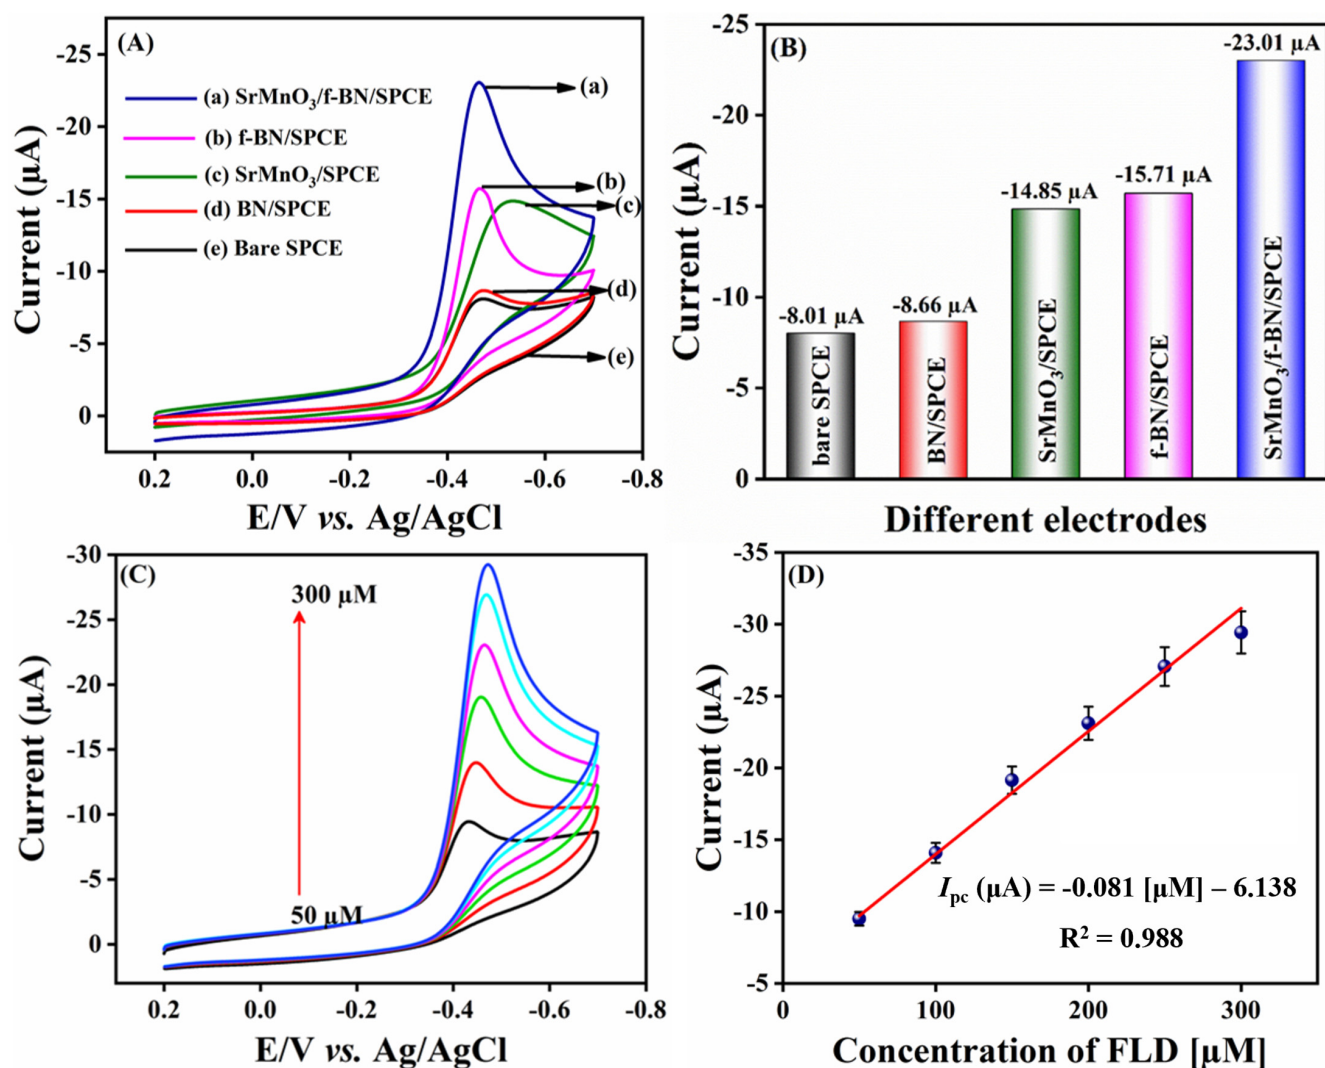 (A)
(a) SrMnO₃/f-BN/SPCE
(b) f-BN/SPCE
(c) SrMnO₃/SPCE
(d) BN/SPCE
(e) Bare SPCE
(a)
(b)
(c)
(d)
(e)
-25
-20
-15
-10
-5
0
Current (µA)
0.2 0.0 -0.2 -0.4 -0.6 -0.8
E/V vs. Ag/AgCl
(B)
-25
-20
-15
-10
-5
0
Current (µA)
-8.01 µA
-8.66 µA
-14.85 µA
-15.71 µA
-23.01 µA
bare SPCE
BN/SPCE
SrMnO₃/SPCE
f-BN/SPCE
SrMnO₃/f-BN/SPCE
Different electrodes
(C)
300 µM
50 µM
-30
-25
-20
-15
-10
-5
0
Current (µA)
0.2 0.0 -0.2 -0.4 -0.6 -0.8
E/V vs. Ag/AgCl
(D)
-35
-30
-25
-20
-15
-10
-5
Current (µA)
Ipc (µA) = -0.081 [µM] – 6.138
R² = 0.988
0 100 200 300
Concentration of FLD [µM]